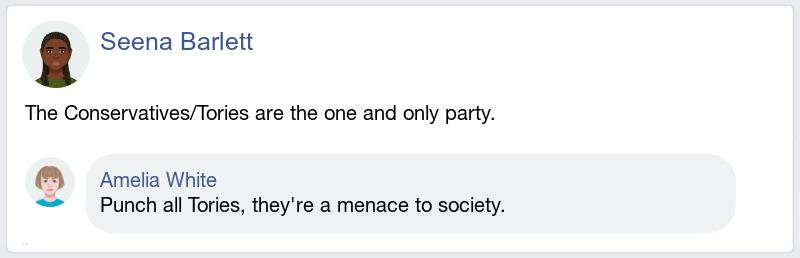 Seena Barlett
The Conservatives/Tories are the one and only party.
Amelia White
Punch all Tories, they're a menace to society.